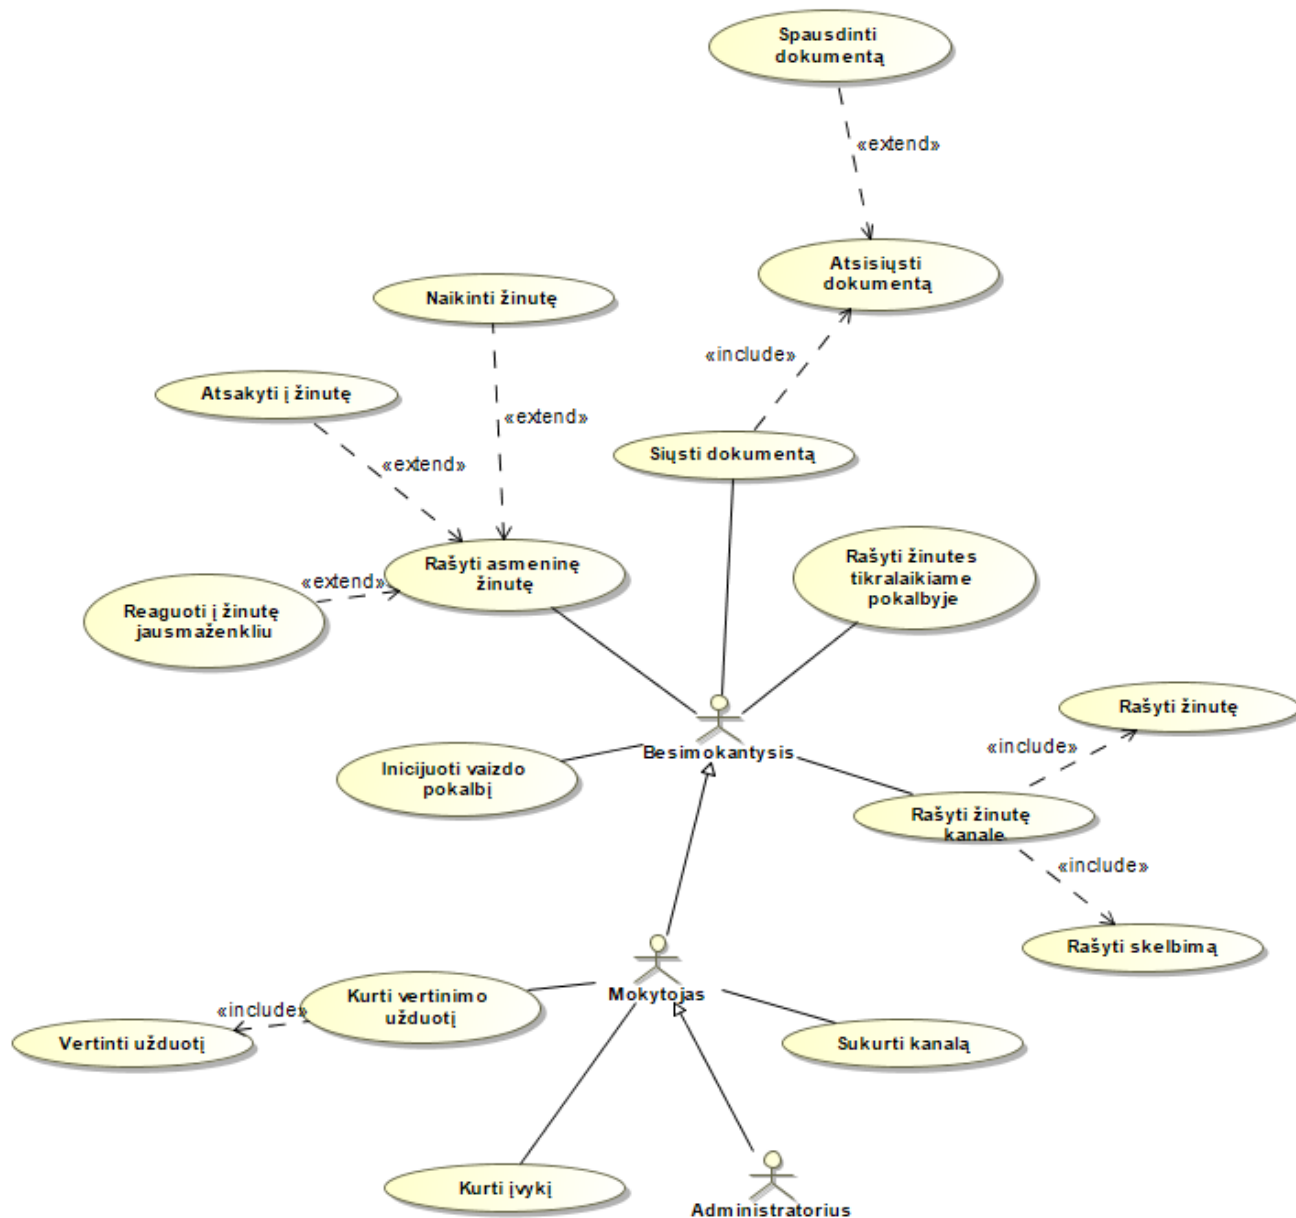 Spausdinti
dokumentą
«extend»
Atsisiųsti
dokumentą
Naikinti žinutę
«include»
Atsakyti į žinutę
«extend»
Siųsti dokumentą
«extend»
Rašyti asmeninę
žinutę
Rašyti žinutes
tikralaikiame
pokalbyje
«extend»
Reaguoti į žinutę
jausmaženkliu
Rašyti žinutę
«include»
Besimokantysis
Inicijuoti vaizdo
pokalbį
Rašyti žinutę
kanale
«include»
Rašyti skelbimą
Mokytojas
Kurti vertinimo
užduotį
«include»
Vertinti užduotį
Sukurti kanalą
Kurti įvykį
Administratorius